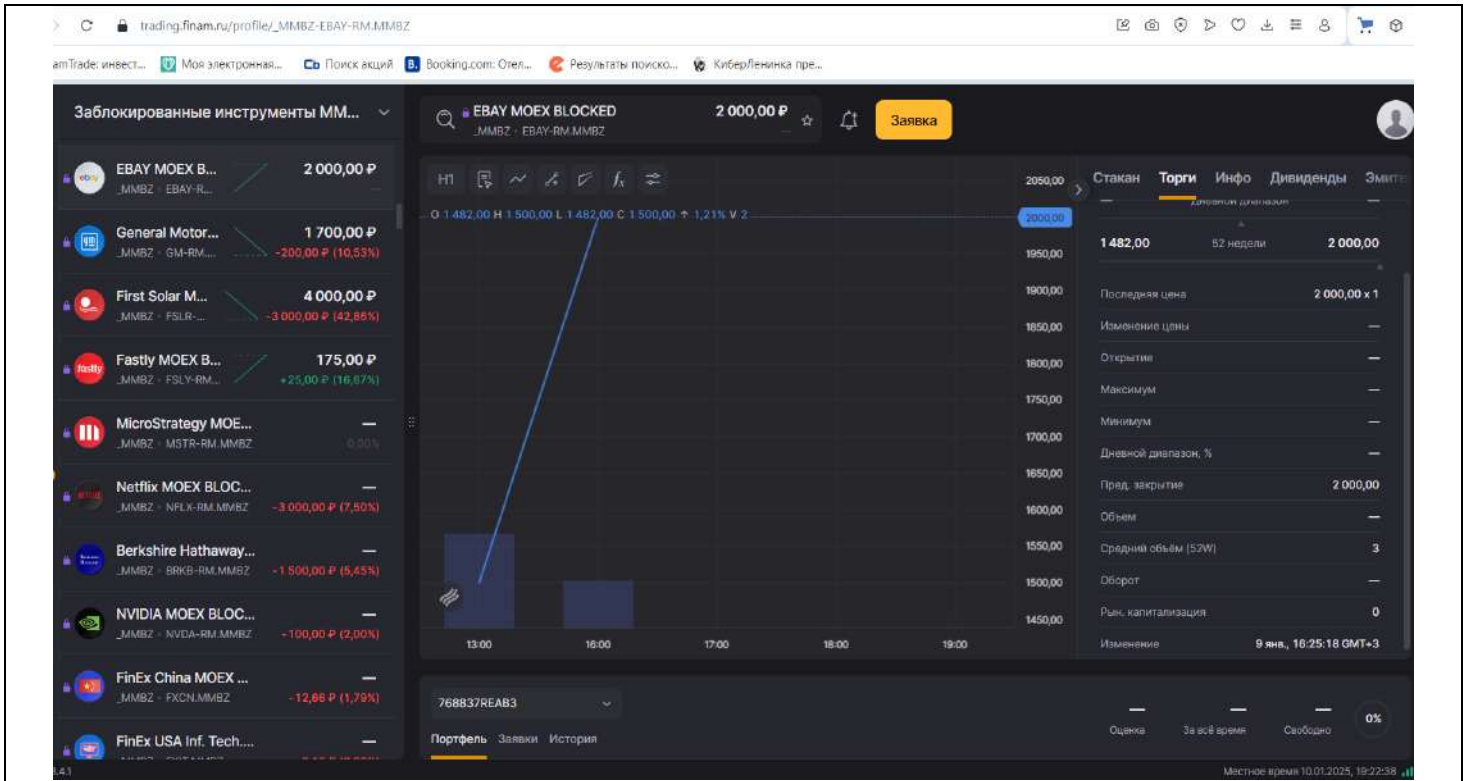 trading.finam.ru/profile/_MMBZ-EBAY-RM.MMBZ
amTrade: инвест... Моя электронная... Поиск акций Booking.com: Отел... Результаты поиско... КиберЛенинка пре...
Заблокированные инструменты ММ...
EBAY MOEX BLOCKED 2 000,00 ₽
_MMBZ · EBAY-RM.MMBZ —
Заявка
EBAY MOEX B... 2 000,00 ₽
_MMBZ · EBAY-R... —
General Motor... 1 700,00 ₽
_MMBZ · GM-RM.... -200,00 ₽ (10,53%)
First Solar M... 4 000,00 ₽
_MMBZ · FSLR-... -3 000,00 ₽ (42,86%)
Fastly MOEX B... 175,00 ₽
_MMBZ · FSLY-RM... +25,00 ₽ (16,67%)
MicroStrategy MOE... —
_MMBZ · MSTR-RM.MMBZ 0,00%
Netflix MOEX BLOC... —
_MMBZ · NFLX-RM.MMBZ -3 000,00 ₽ (7,50%)
Berkshire Hathaway... —
_MMBZ · BRKB-RM.MMBZ -1 500,00 ₽ (5,45%)
NVIDIA MOEX BLOC... —
_MMBZ · NVDA-RM.MMBZ -100,00 ₽ (2,00%)
FinEx China MOEX ... —
_MMBZ · FXCN.MMBZ -12,66 ₽ (1,79%)
FinEx USA Inf. Tech.... —
H1
O 1 482,00 H 1 500,00 L 1 482,00 C 1 500,00 ↑ 1,21% V 2
2050,00
2000,00
1950,00
1900,00
1850,00
1800,00
1750,00
1700,00
1650,00
1600,00
1550,00
1500,00
1450,00
13:00 16:00 17:00 18:00 19:00
Стакан Торги Инфо Дивиденды Эмите
— Дневной диапазон —
1 482,00 52 недели 2 000,00
Последняя цена 2 000,00 x 1
Изменение цены —
Открытие —
Максимум —
Минимум —
Дневной диапазон, % —
Пред. закрытие 2 000,00
Объем —
Средний объём (52W) 3
Оборот —
Рын. капитализация 0
Изменение 9 янв., 16:25:18 GMT+3
768837REAB3
Портфель Заявки История
— — — 0%
Оценка За всё время Свободно
.4.1 Местное время 10.01.2025, 19:22:38